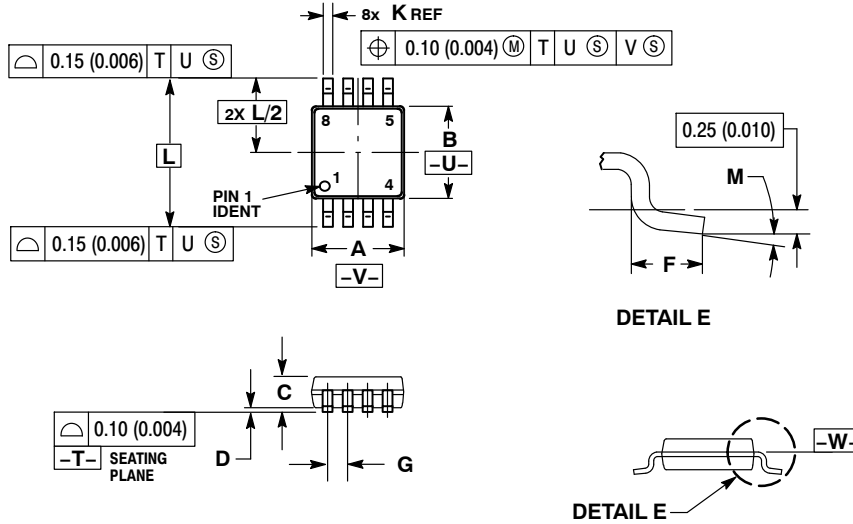 8x K REF
0.10 (0.004) Ⓜ T U Ⓢ V Ⓢ
0.15 (0.006) T U Ⓢ
2X L/2
8 5
B
-U-
L
0.25 (0.010)
M
PIN 1
IDENT
1 4
0.15 (0.006) T U Ⓢ
A
-V-
F
DETAIL E
C
0.10 (0.004)
-T- SEATING
PLANE
D
G
-W-
DETAIL E